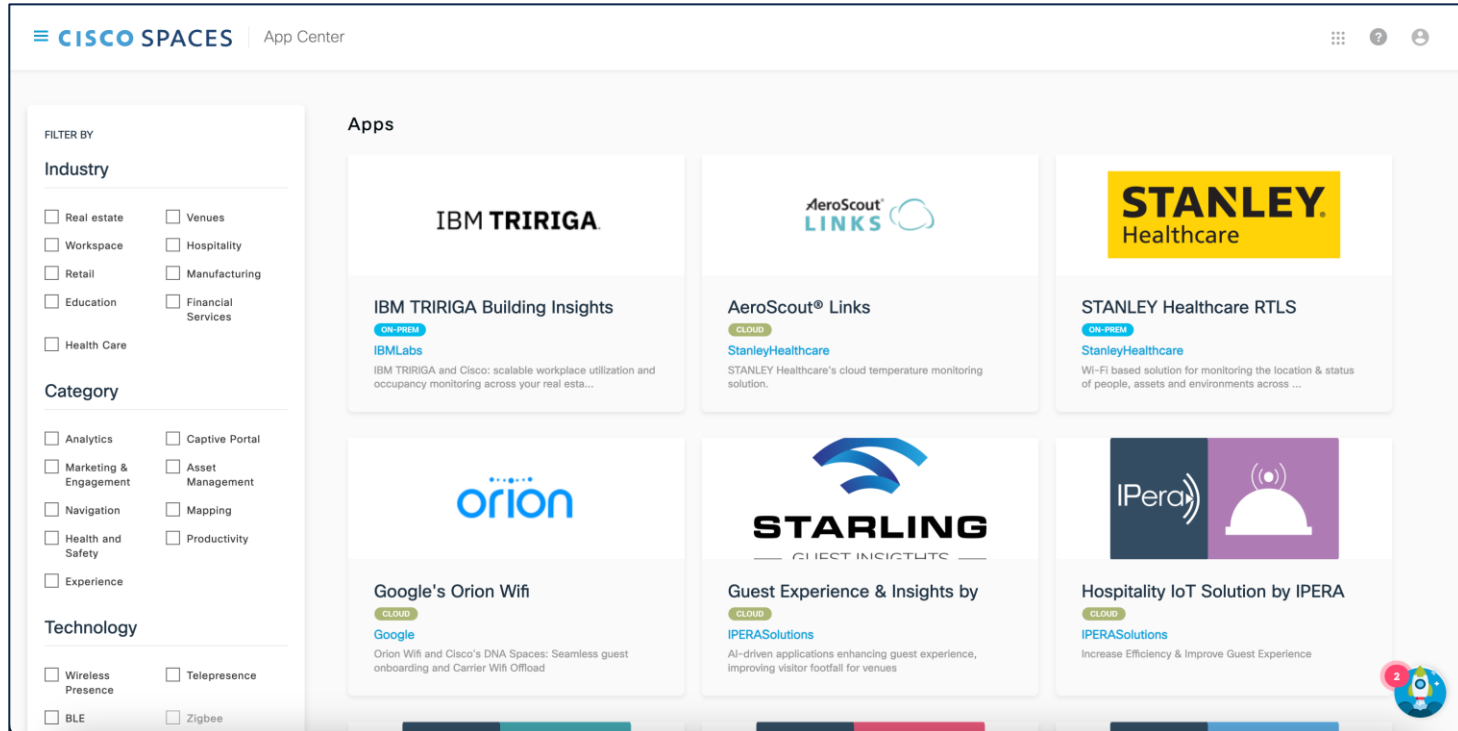 CISCO SPACES App Center
?
FILTER BY
Industry
Real estate
Venues
Workspace
Hospitality
Retail
Manufacturing
Education
Financial
Services
Health Care
Category
Analytics
Captive Portal
Marketing &
Engagement
Asset
Management
Navigation
Mapping
Health and
Safety
Productivity
Experience
Technology
Wireless
Presence
Telepresence
BLE
Zigbee
Apps
IBM TRIRIGA.
IBM TRIRIGA Building Insights
ON-PREM
IBMLabs
IBM TRIRIGA and Cisco: scalable workplace utilization and
occupancy monitoring across your real esta...
AeroScout®
LINKS
AeroScout® Links
CLOUD
StanleyHealthcare
STANLEY Healthcare's cloud temperature monitoring
solution.
STANLEY®
Healthcare
STANLEY Healthcare RTLS
ON-PREM
StanleyHealthcare
Wi-Fi based solution for monitoring the location & status
of people, assets and environments across ...
orion
Google's Orion Wifi
CLOUD
Google
Orion Wifi and Cisco's DNA Spaces: Seamless guest
onboarding and Carrier Wifi Offload
STARLING
GUEST INSIGTHTS
Guest Experience & Insights by
CLOUD
IPERASolutions
AI-driven applications enhancing guest experience,
improving visitor footfall for venues
IPera
Hospitality IoT Solution by IPERA
CLOUD
IPERASolutions
Increase Efficiency & Improve Guest Experience
2